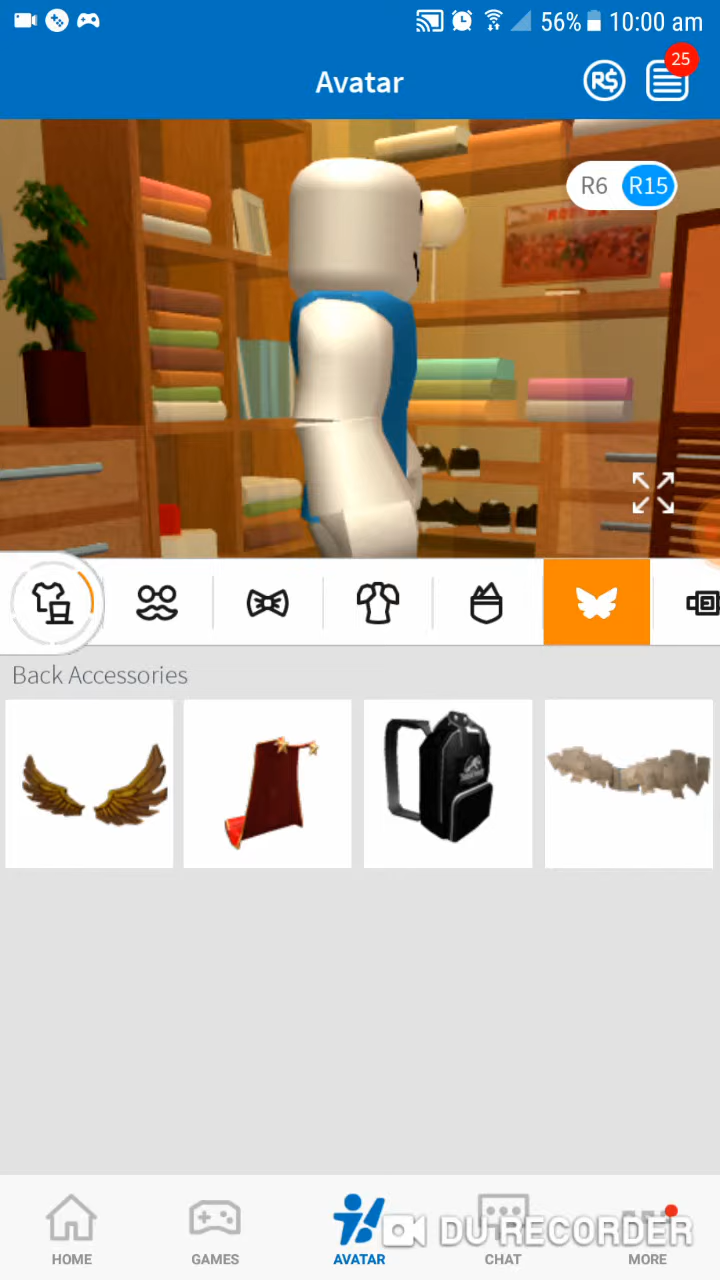 56% 10:00 am
Avatar
R$
25
R6 R15
Back Accessories
HOME GAMES AVATAR CHAT MORE
DU RECORDER